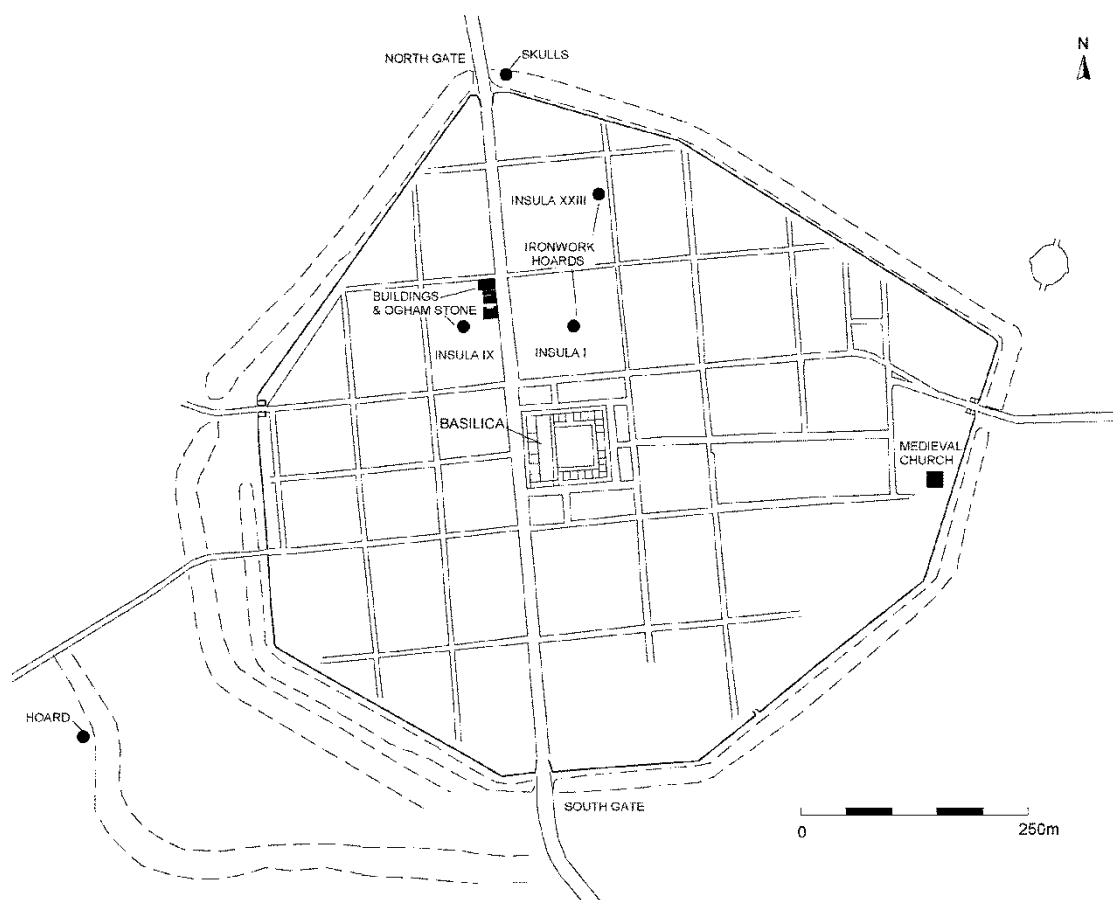 NORTH GATE
SKULLS
N
INSULA XXIII
IRONWORK
HOARDS
BUILDINGS
& OGHAM STONE
INSULA IX
INSULA I
BASILICA
MEDIEVAL
CHURCH
HOARD
SOUTH GATE
0
250m